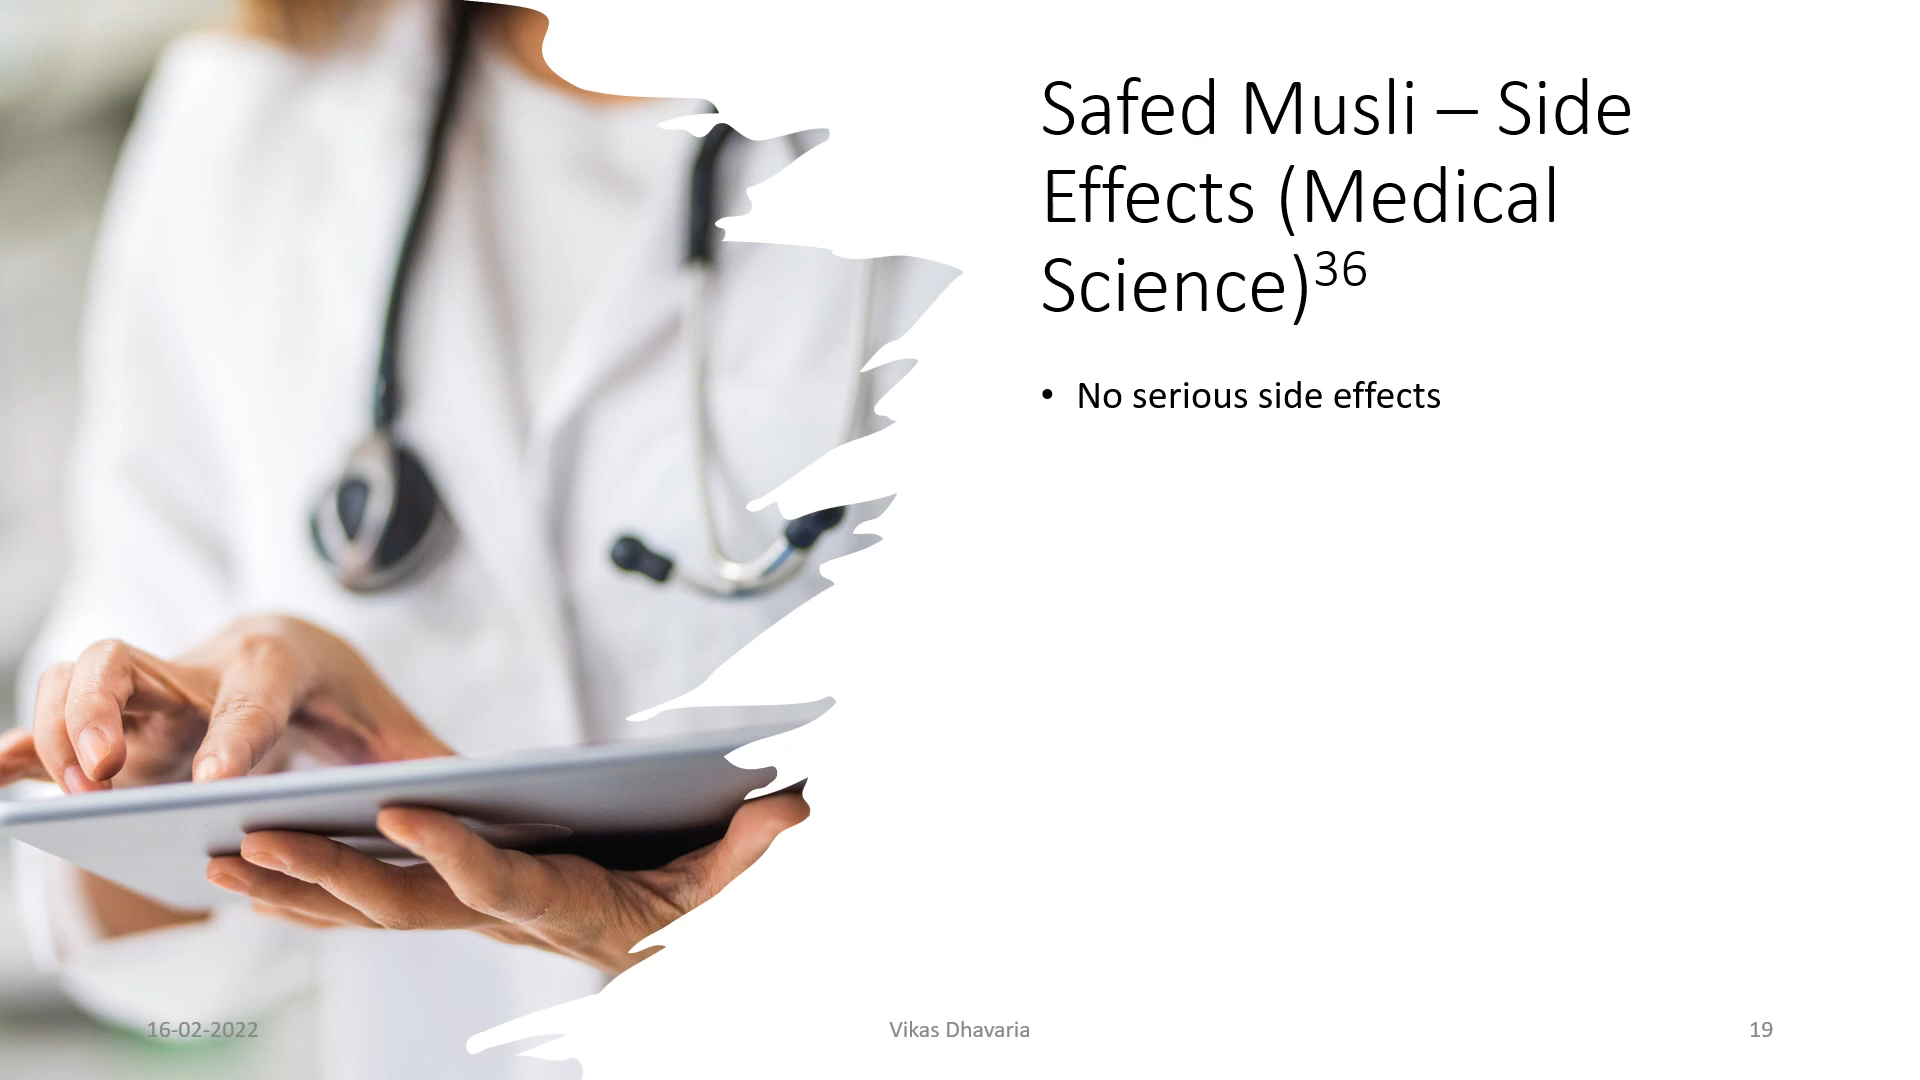 Safed Musli – Side
Effects (Medical
Science)36
• No serious side effects
16-02-2022
Vikas Dhavaria
19